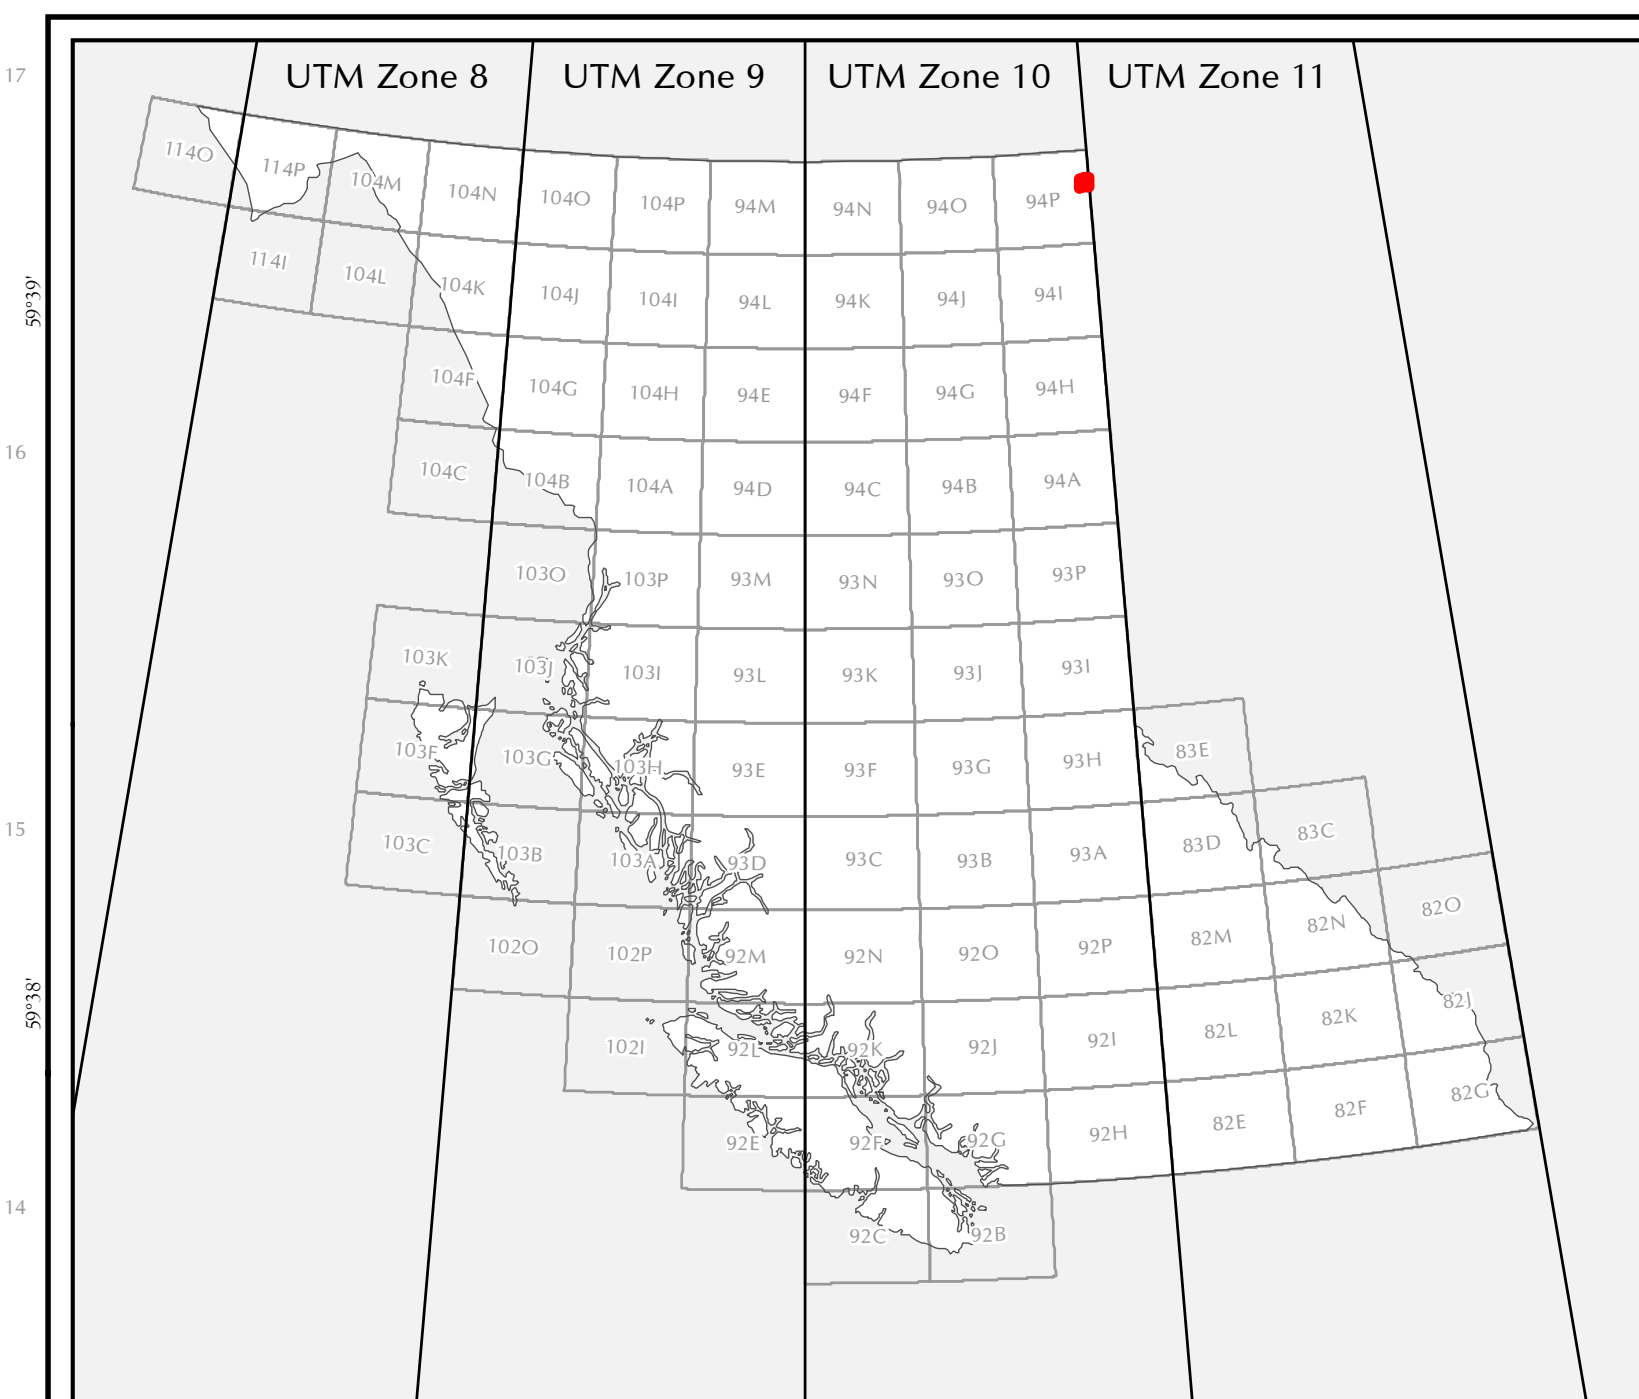 17
UTM Zone 8 UTM Zone 9 UTM Zone 10 UTM Zone 11
114O 114P 104M 104N 104O 104P 94M 94N 94O 94P
59°39'
114I 104L 104K 104J 104I 94L 94K 94J 94I
104F 104G 104H 94E 94F 94G 94H
16
104C 104B 104A 94D 94C 94B 94A
103O 103P 93M 93N 93O 93P
103K 103J 103I 93L 93K 93J 93I
103F 103G 103H 93E 93F 93G 93H 83E
15
103C 103B 103A 93D 93C 93B 93A 83D 83C
59°38'
102O 102P 92M 92N 92O 92P 82M 82N 82O
102I 92L 92K 92J 92I 82L 82K 82J
92E 92F 92G 92H 82E 82F 82G
14
92C 92B